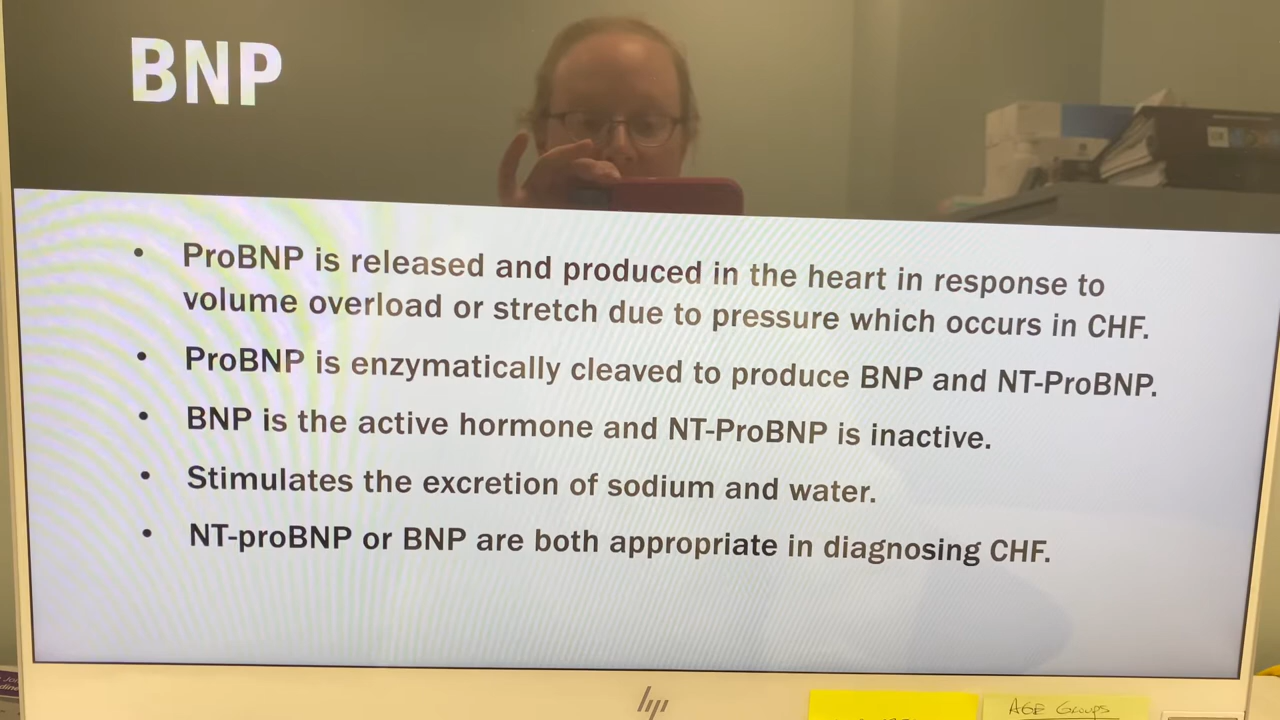 BNP
• ProBNP is released and produced in the heart in response to
volume overload or stretch due to pressure which occurs in CHF.
• ProBNP is enzymatically cleaved to produce BNP and NT-ProBNP.
• BNP is the active hormone and NT-ProBNP is inactive.
• Stimulates the excretion of sodium and water.
• NT-proBNP or BNP are both appropriate in diagnosing CHF.
hp
AGE GROUPS